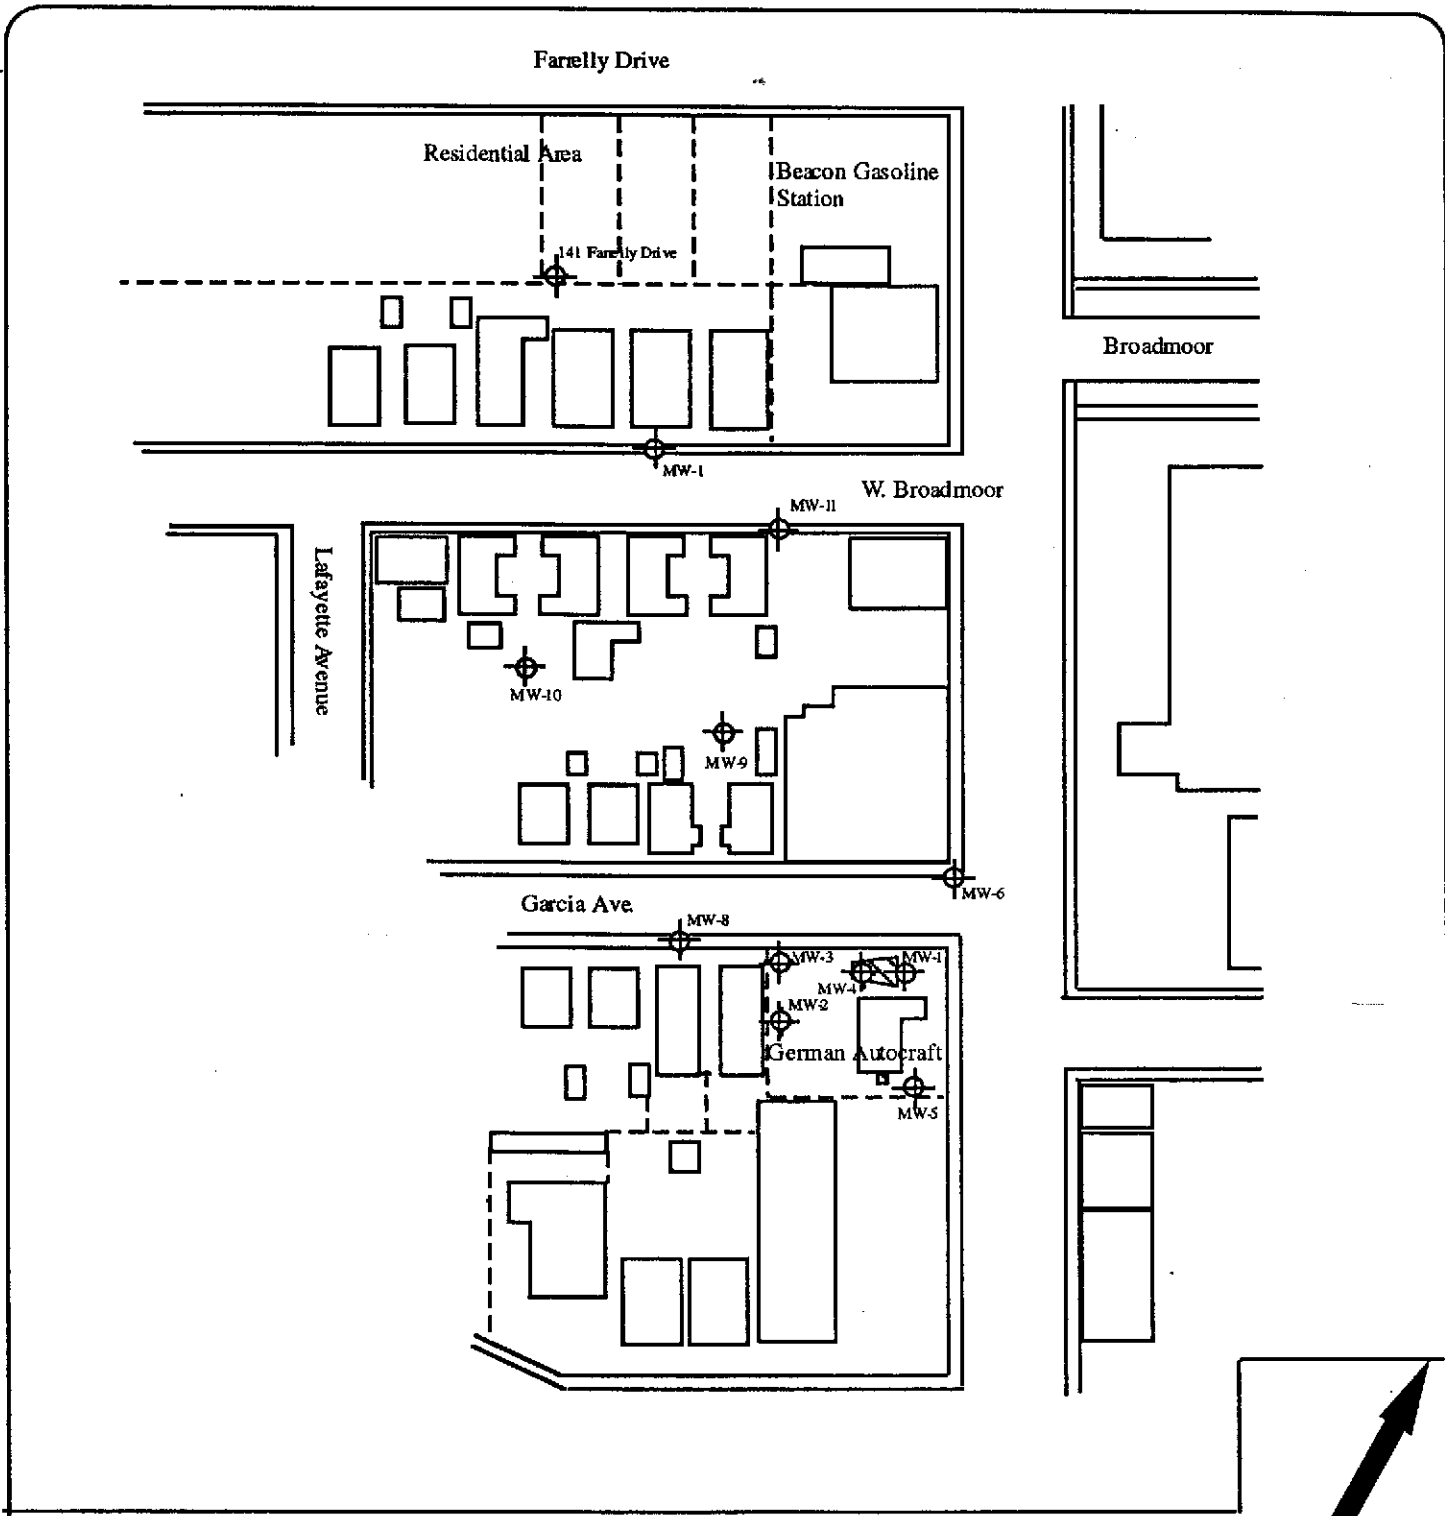 Farrelly Drive
Residential Area
Beacon Gasoline
Station
141 Farrelly Drive
Broadmoor
MW-1
W. Broadmoor
MW-11
Lafayette Avenue
MW-10
MW-9
MW-6
Garcia Ave.
MW-8
MW-3
MW-1
MW-4
MW-2
German Autocraft
MW-5